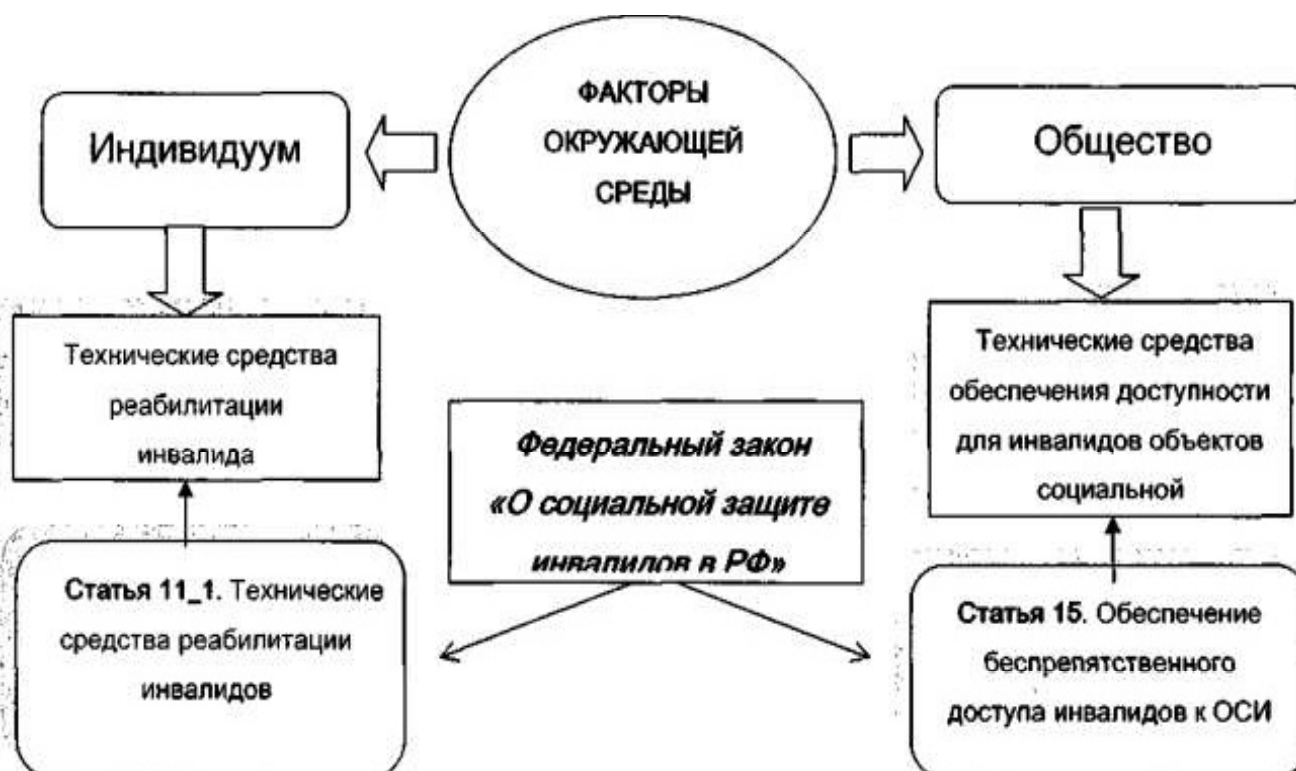 ФАКТОРЫ
ОКРУЖАЮЩЕЙ
СРЕДЫ
Индивидуум
Общество
Технические средства
реабилитации
инвалида
Технические средства
обеспечения доступности
для инвалидов объектов
социальной
Федеральный закон
«О социальной защите
инвалидов в РФ»
Статья 11_1. Технические
средства реабилитации
инвалидов
Статья 15. Обеспечение
беспрепятственного
доступа инвалидов к ОСИ